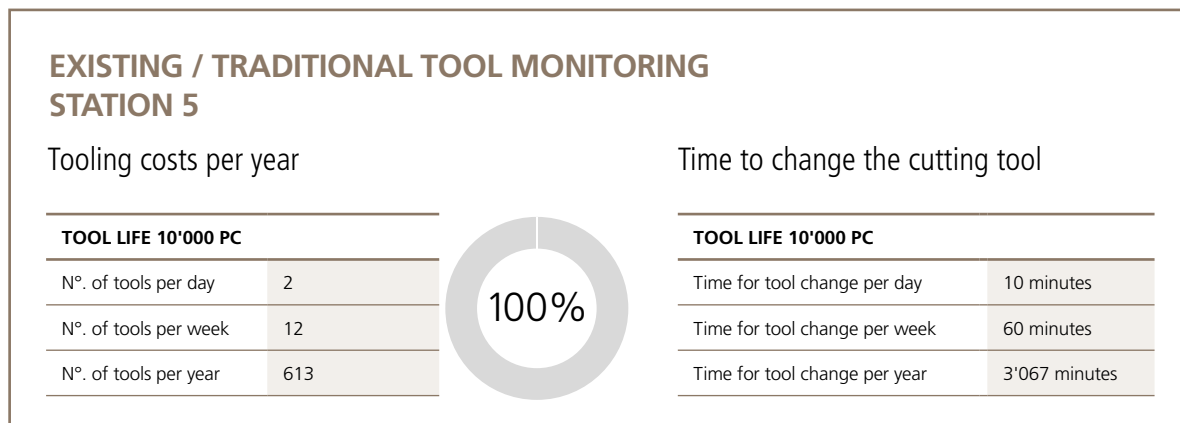 EXISTING / TRADITIONAL TOOL MONITORING
STATION 5
Tooling costs per year
TOOL LIFE 10'000 PC
N°. of tools per day 2
N°. of tools per week 12
N°. of tools per year 613
100%
Time to change the cutting tool
TOOL LIFE 10'000 PC
Time for tool change per day 10 minutes
Time for tool change per week 60 minutes
Time for tool change per year 3'067 minutes